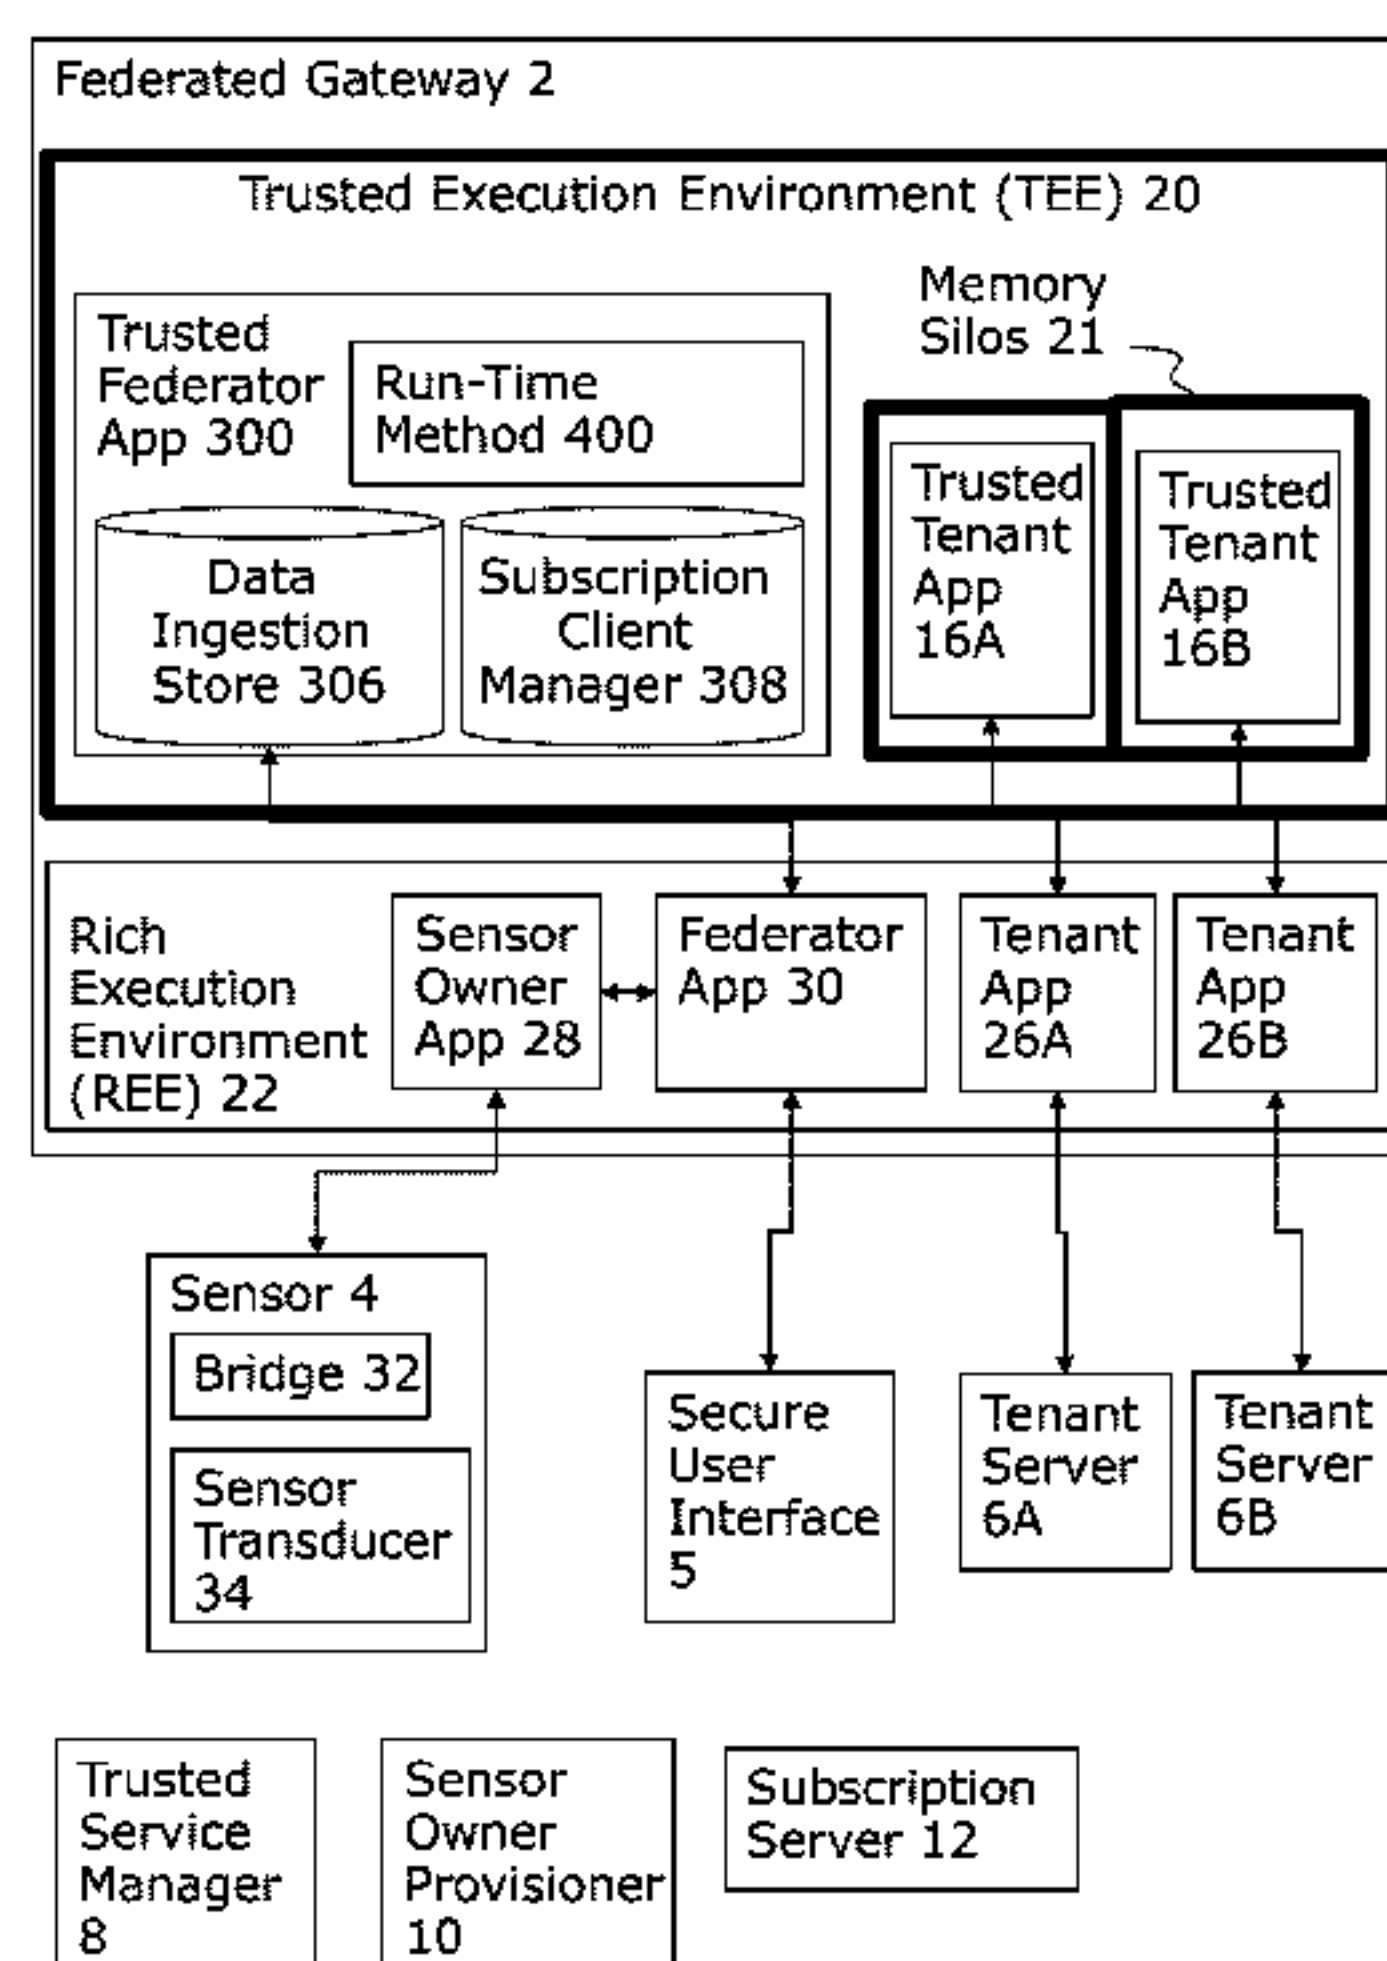 Federated Gateway 2
Trusted Execution Environment (TEE) 20
Memory
Silos 21
Trusted
Federator
App 300
Run-Time
Method 400
Data
Ingestion
Store 306
Subscription
Client
Manager 308
Trusted
Tenant
App
16A
Trusted
Tenant
App
16B
Rich
Execution
Environment
(REE) 22
Sensor
Owner
App 28
Federator
App 30
Tenant
App
26A
Tenant
App
26B
Sensor 4
Bridge 32
Sensor
Transducer
34
Secure
User
Interface
5
Tenant
Server
6A
Tenant
Server
6B
Trusted
Service
Manager
8
Sensor
Owner
Provisioner
10
Subscription
Server 12